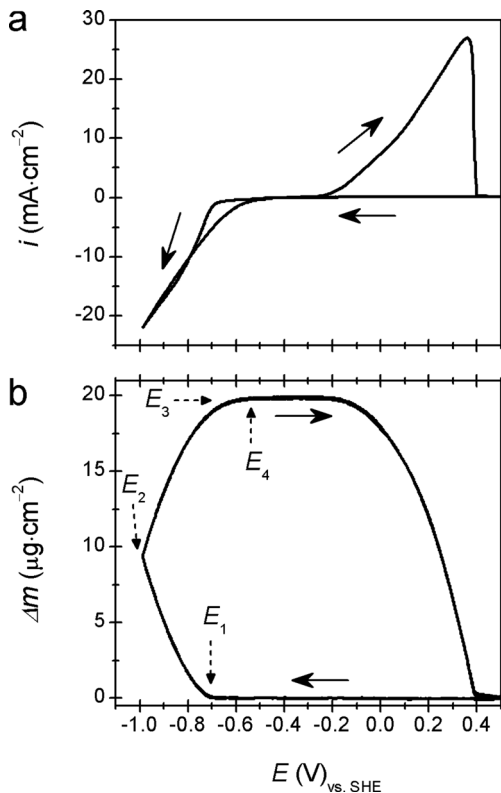 a
30
20
10
0
-10
-20
i (mA·cm⁻²)
b
20
15
10
5
0
Δm (μg·cm⁻²)
E₃
E₄
E₂
E₁
-1.0 -0.8 -0.6 -0.4 -0.2 0.0 0.2 0.4
E (V)vs. SHE